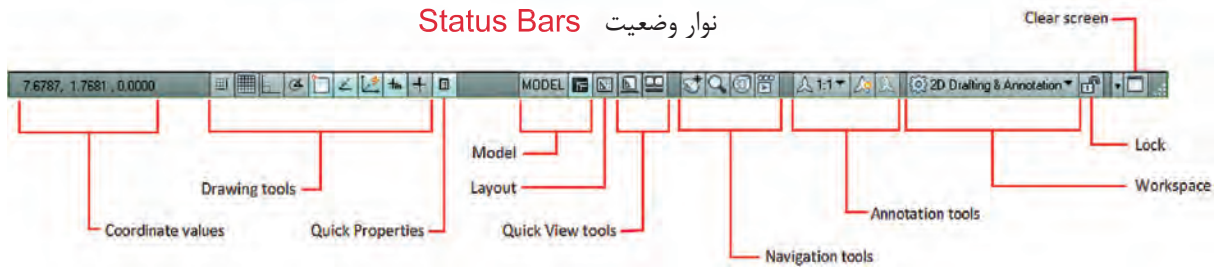 نوار وضعیت Status Bars
Clear screen
7.6787, 1.7681 , 0.0000
MODEL
1:1
2D Drafting & Annotation
Model
Lock
Drawing tools
Layout
Workspace
Annotation tools
Coordinate values
Quick Properties
Quick View tools
Navigation tools